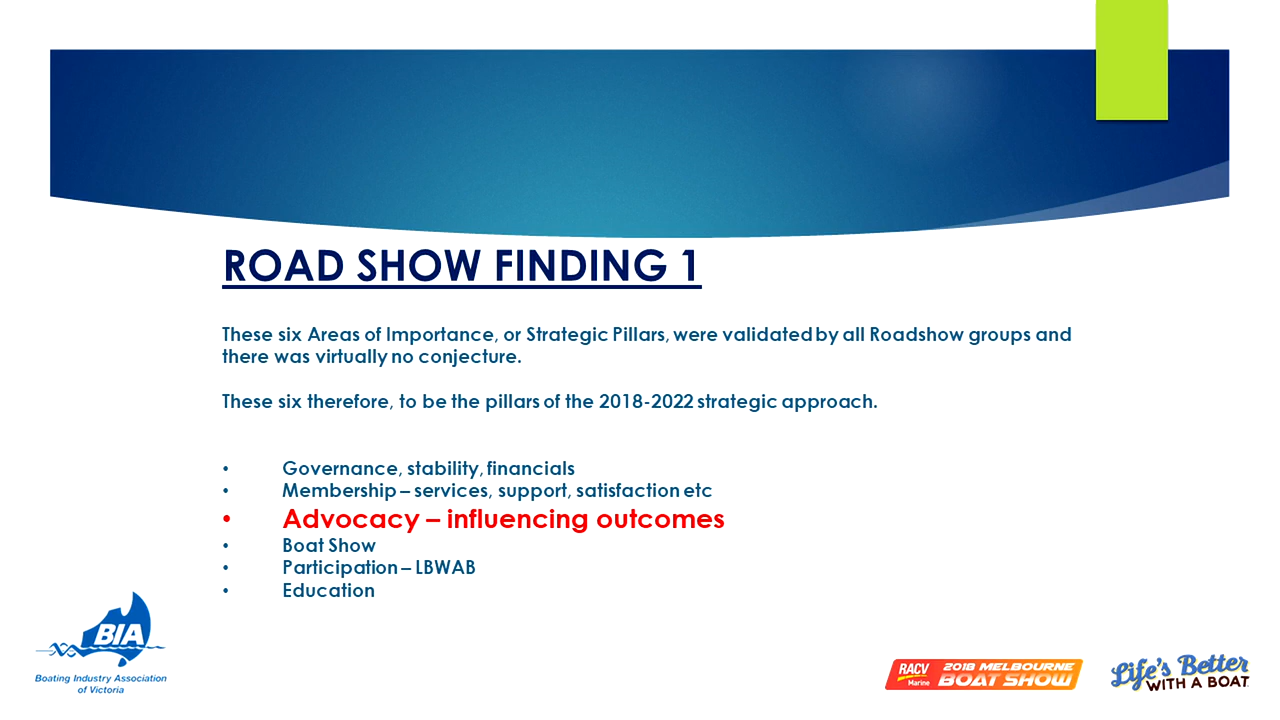 ROAD SHOW FINDING 1
These six Areas of Importance, or Strategic Pillars, were validated by all Roadshow groups and
there was virtually no conjecture.
These six therefore, to be the pillars of the 2018-2022 strategic approach.
• Governance, stability, financials
• Membership – services, support, satisfaction etc
• Advocacy – influencing outcomes
• Boat Show
• Participation – LBWAB
• Education
BIA
Boating Industry Association
of Victoria
RACV
Marine
2018 MELBOURNE
BOAT SHOW
Life's Better
WITH A BOAT